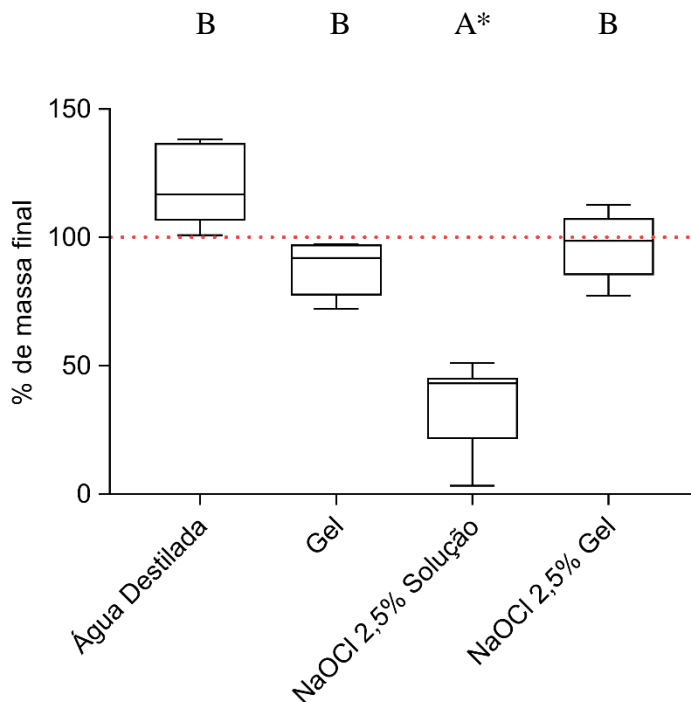 B B A* B
150
100
50
0
% de massa final
Água Destilada
Gel
NaOCl 2,5% Solução
NaOCl 2,5% Gel